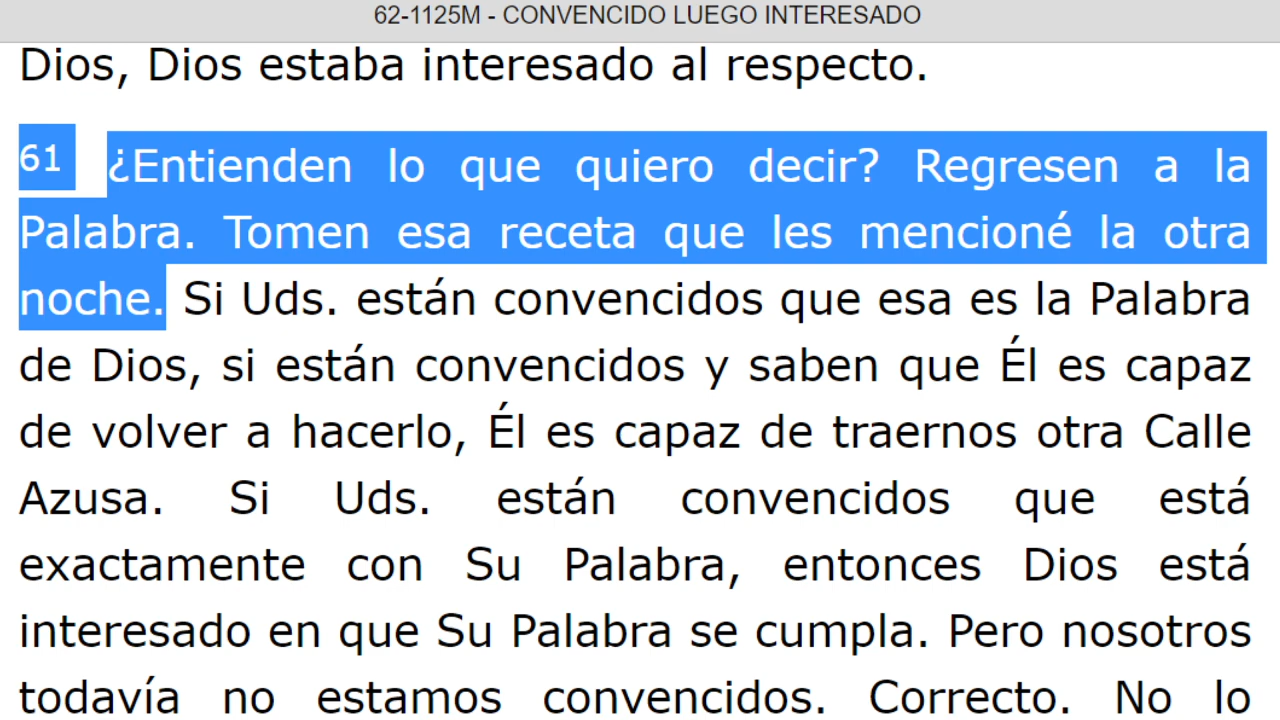 62-1125M - CONVENCIDO LUEGO INTERESADO
Dios, Dios estaba interesado al respecto.
61 ¿Entienden lo que quiero decir? Regresen a la
Palabra. Tomen esa receta que les mencioné la otra
noche. Si Uds. están convencidos que esa es la Palabra
de Dios, si están convencidos y saben que Él es capaz
de volver a hacerlo, Él es capaz de traernos otra Calle
Azusa. Si Uds. están convencidos que está
exactamente con Su Palabra, entonces Dios está
interesado en que Su Palabra se cumpla. Pero nosotros
todavía no estamos convencidos. Correcto. No lo